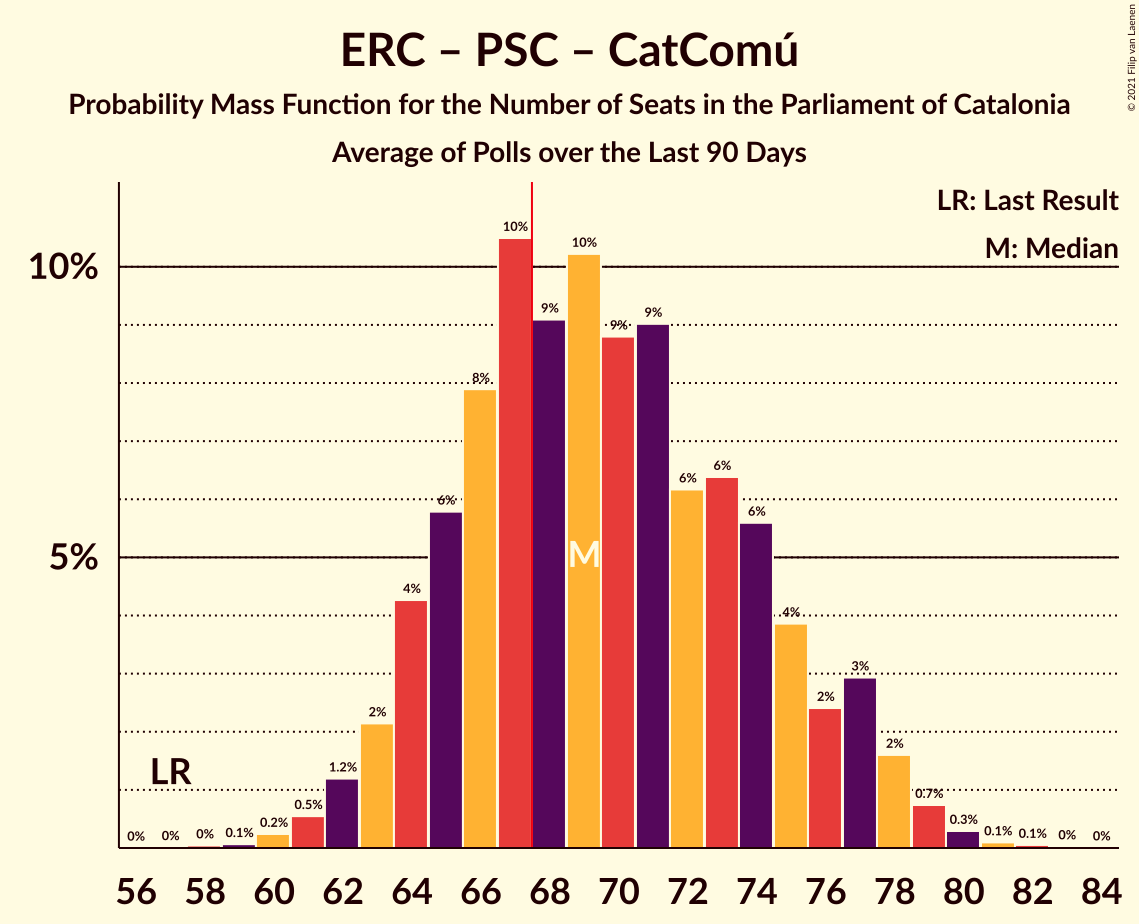 ERC – PSC – CatComú
Probability Mass Function for the Number of Seats in the Parliament of Catalonia
Average of Polls over the Last 90 Days
© 2021 Filip van Laenen
LR: Last Result
M: Median
10%
5%
0% 0% 0% 0.1% 0.2% 0.5% 1.2% 2% 4% 6% 8% 10% 9% 10% 9% 9% 6% 6% 6% 4% 2% 3% 2% 0.7% 0.3% 0.1% 0.1% 0% 0%
M
LR
56 58 60 62 64 66 68 70 72 74 76 78 80 82 84